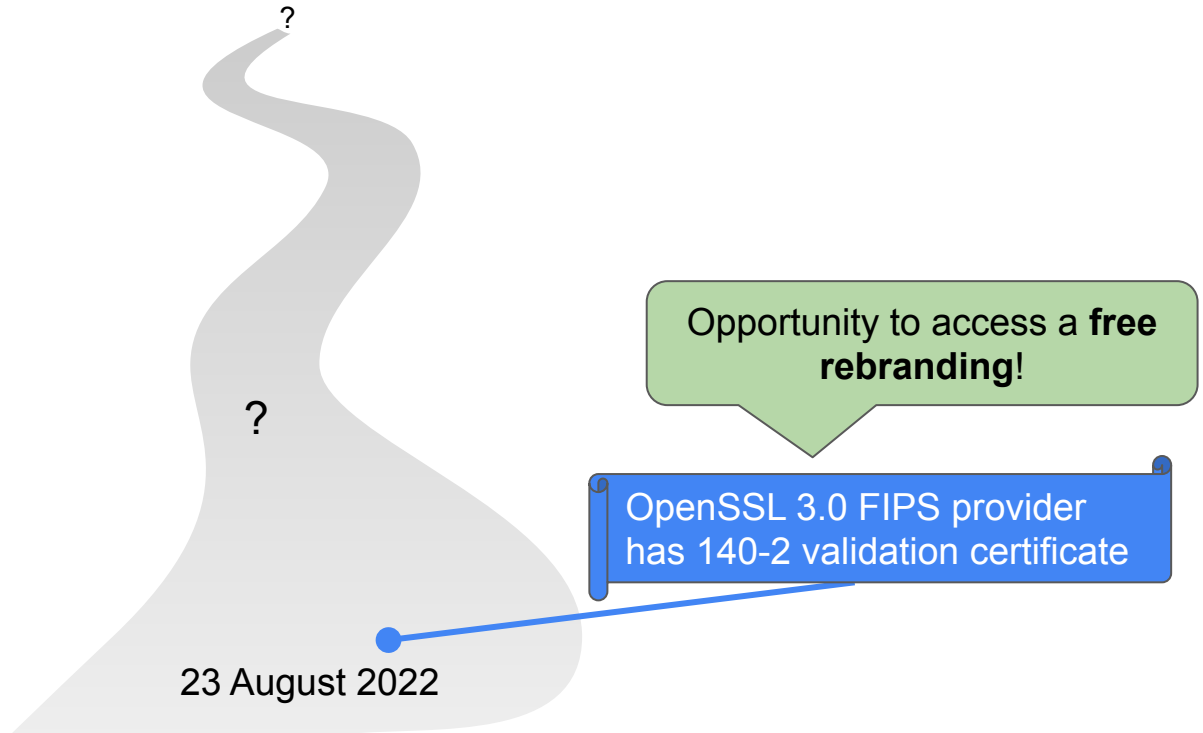 ?
Opportunity to access a free
rebranding!
?
OpenSSL 3.0 FIPS provider
has 140-2 validation certificate
23 August 2022